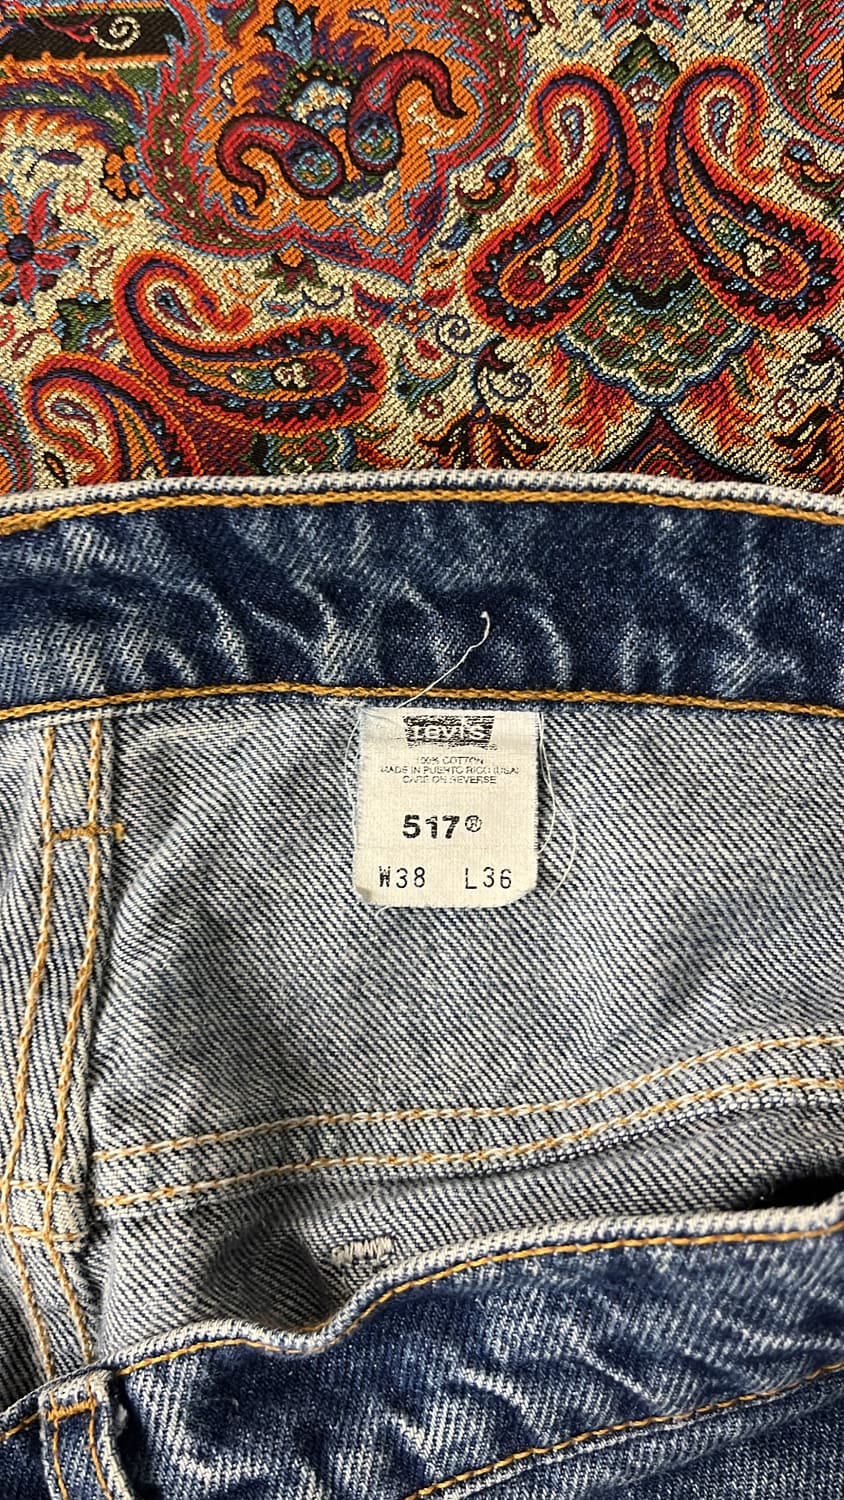 Levi's
100% COTTON
MADE IN PUERTO RICO (USA)
CARE ON REVERSE
517®
W38 L36